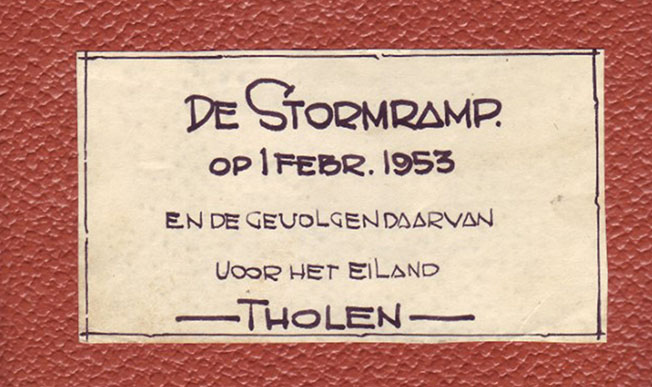 DE STORMRAMP.
OP 1 FEBR. 1953
EN DE GEVOLGEN DAARVAN
VOOR HET EILAND
— THOLEN —